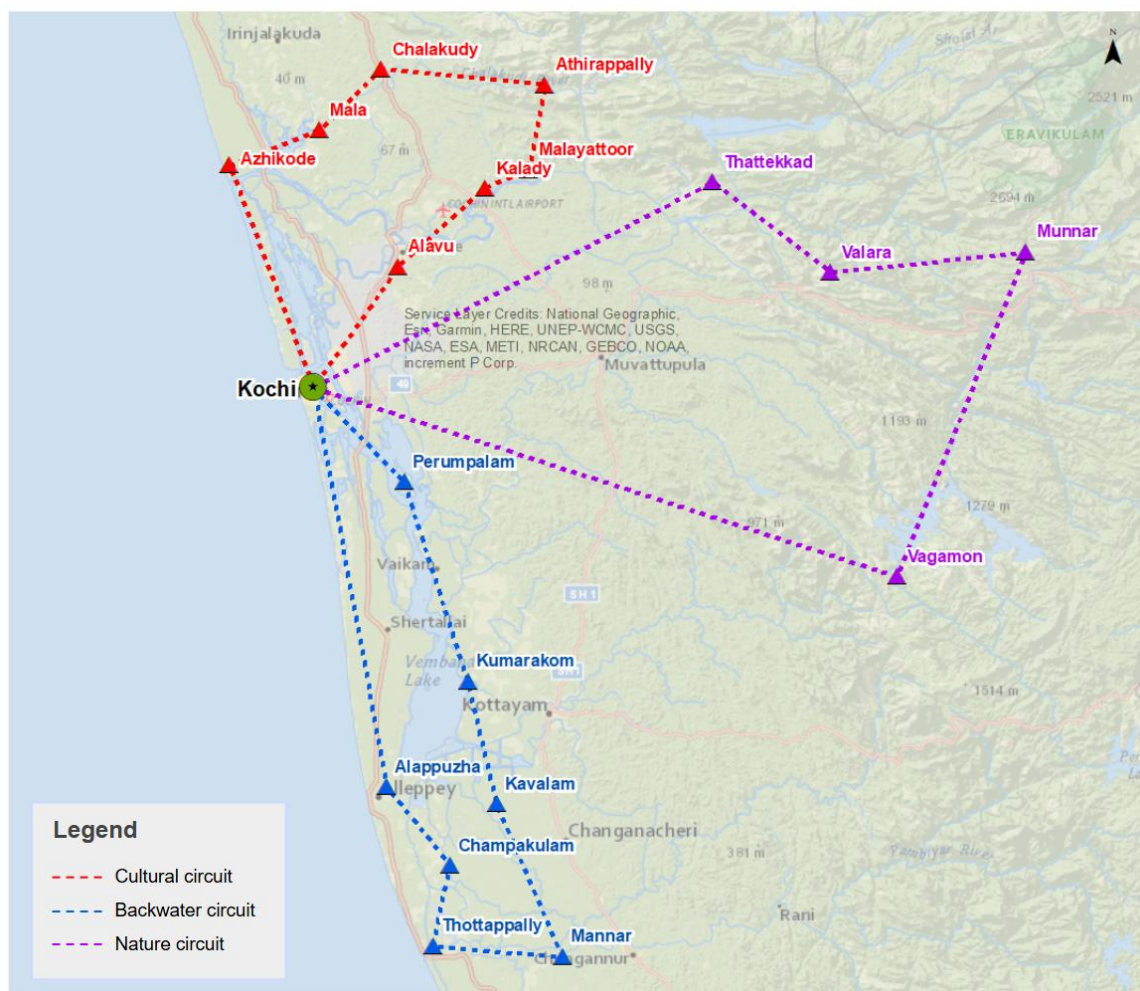 Irinjalakuda
Chalakudy
Athirappally
40 m
Mala
Azhikode
67 m
Malayattoor
Kalady
COCHIN INTL AIRPORT
Alavu
Thattekkad
Valara
Munnar
N
2521 m
ERAVIKULAM
2694 m
98 m
Service Layer Credits: National Geographic,
Esri, Garmin, HERE, UNEP-WCMC, USGS,
NASA, ESA, METI, NRCAN, GEBCO, NOAA,
increment P Corp.
Muvattupula
Kochi
49
1193 m
Perumpalam
971 m
1279 m
Vagamon
Vaikam
SH 1
Shertallai
Lake
Kumarakom
SH 1
Kottayam
1514 m
Alappuzha
Alleppey
Kavalam
Changanacheri
Champakulam
381 m
Pambiyar River
Rani
Thottappally
Mannar
Legend
Cultural circuit
Backwater circuit
Nature circuit